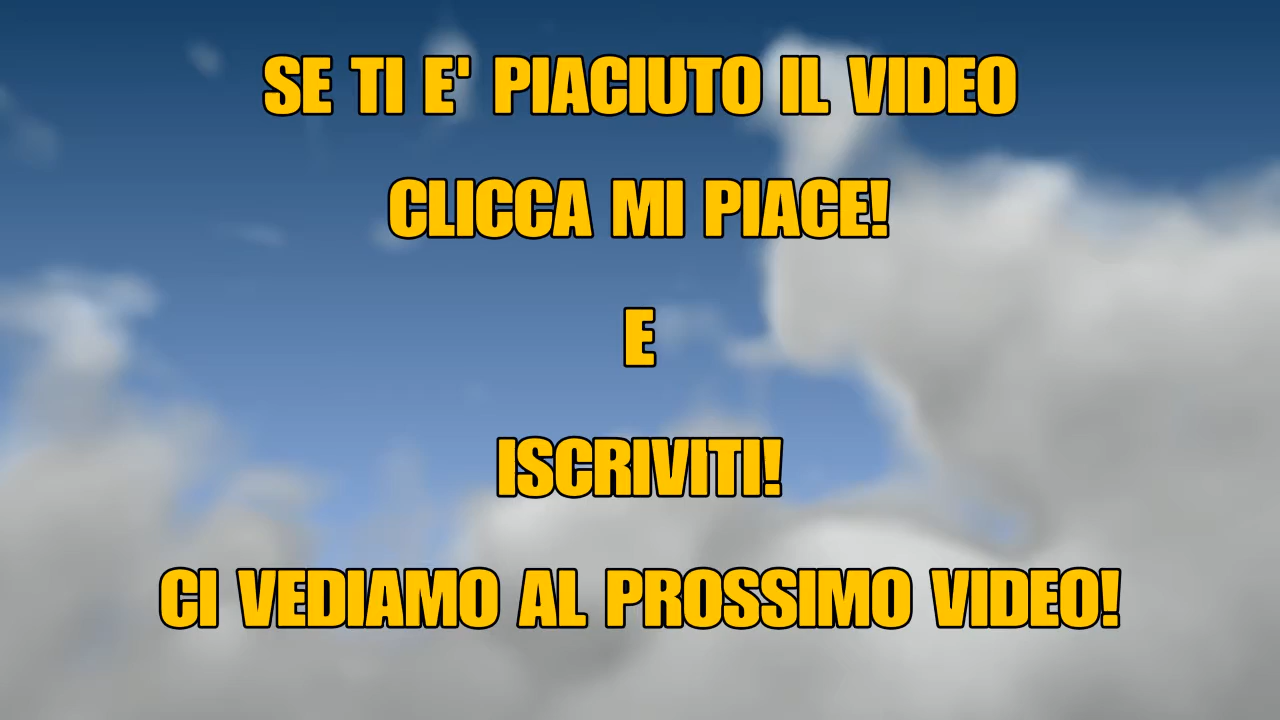 SE TI E' PIACIUTO IL VIDEO
CLICCA MI PIACE!
E
ISCRIVITI!
CI VEDIAMO AL PROSSIMO VIDEO!